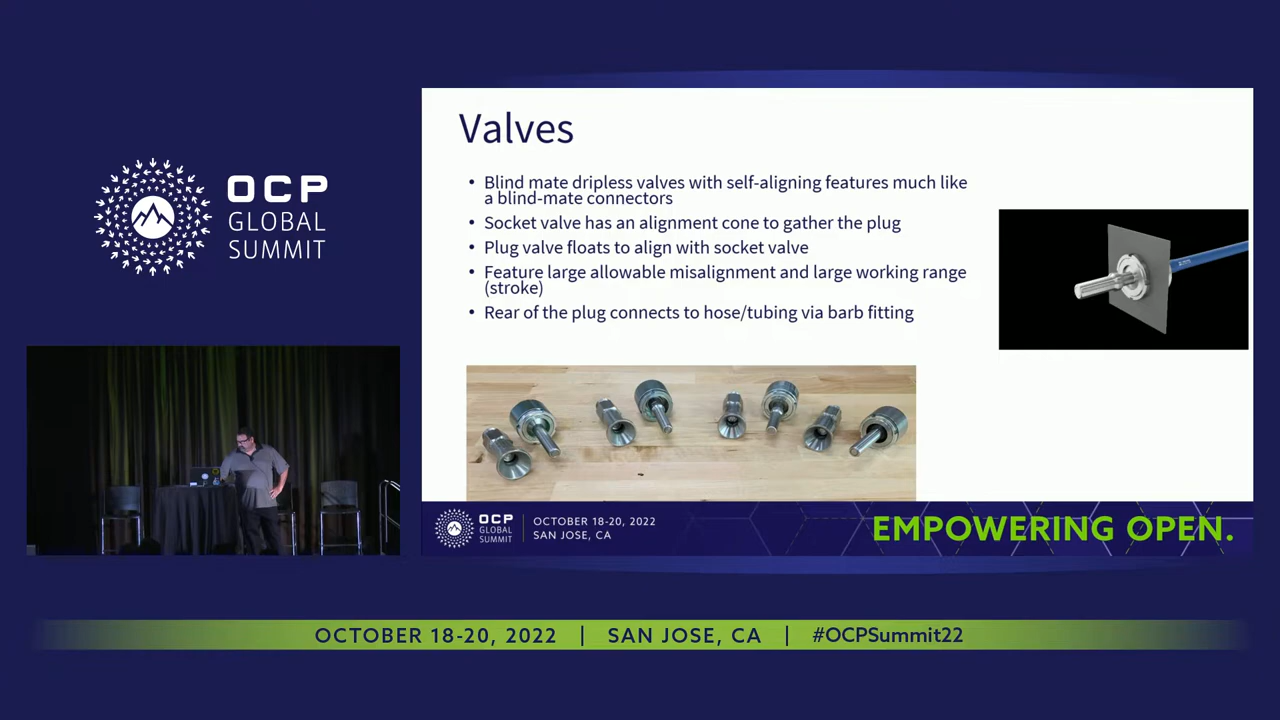 OCP
GLOBAL
SUMMIT
Valves
• Blind mate dripless valves with self-aligning features much like
a blind-mate connectors
• Socket valve has an alignment cone to gather the plug
• Plug valve floats to align with socket valve
• Feature large allowable misalignment and large working range
(stroke)
• Rear of the plug connects to hose/tubing via barb fitting
OCP
GLOBAL
SUMMIT
OCTOBER 18-20, 2022
SAN JOSE, CA
EMPOWERING OPEN.
OCTOBER 18-20, 2022 | SAN JOSE, CA | #OCPSummit22